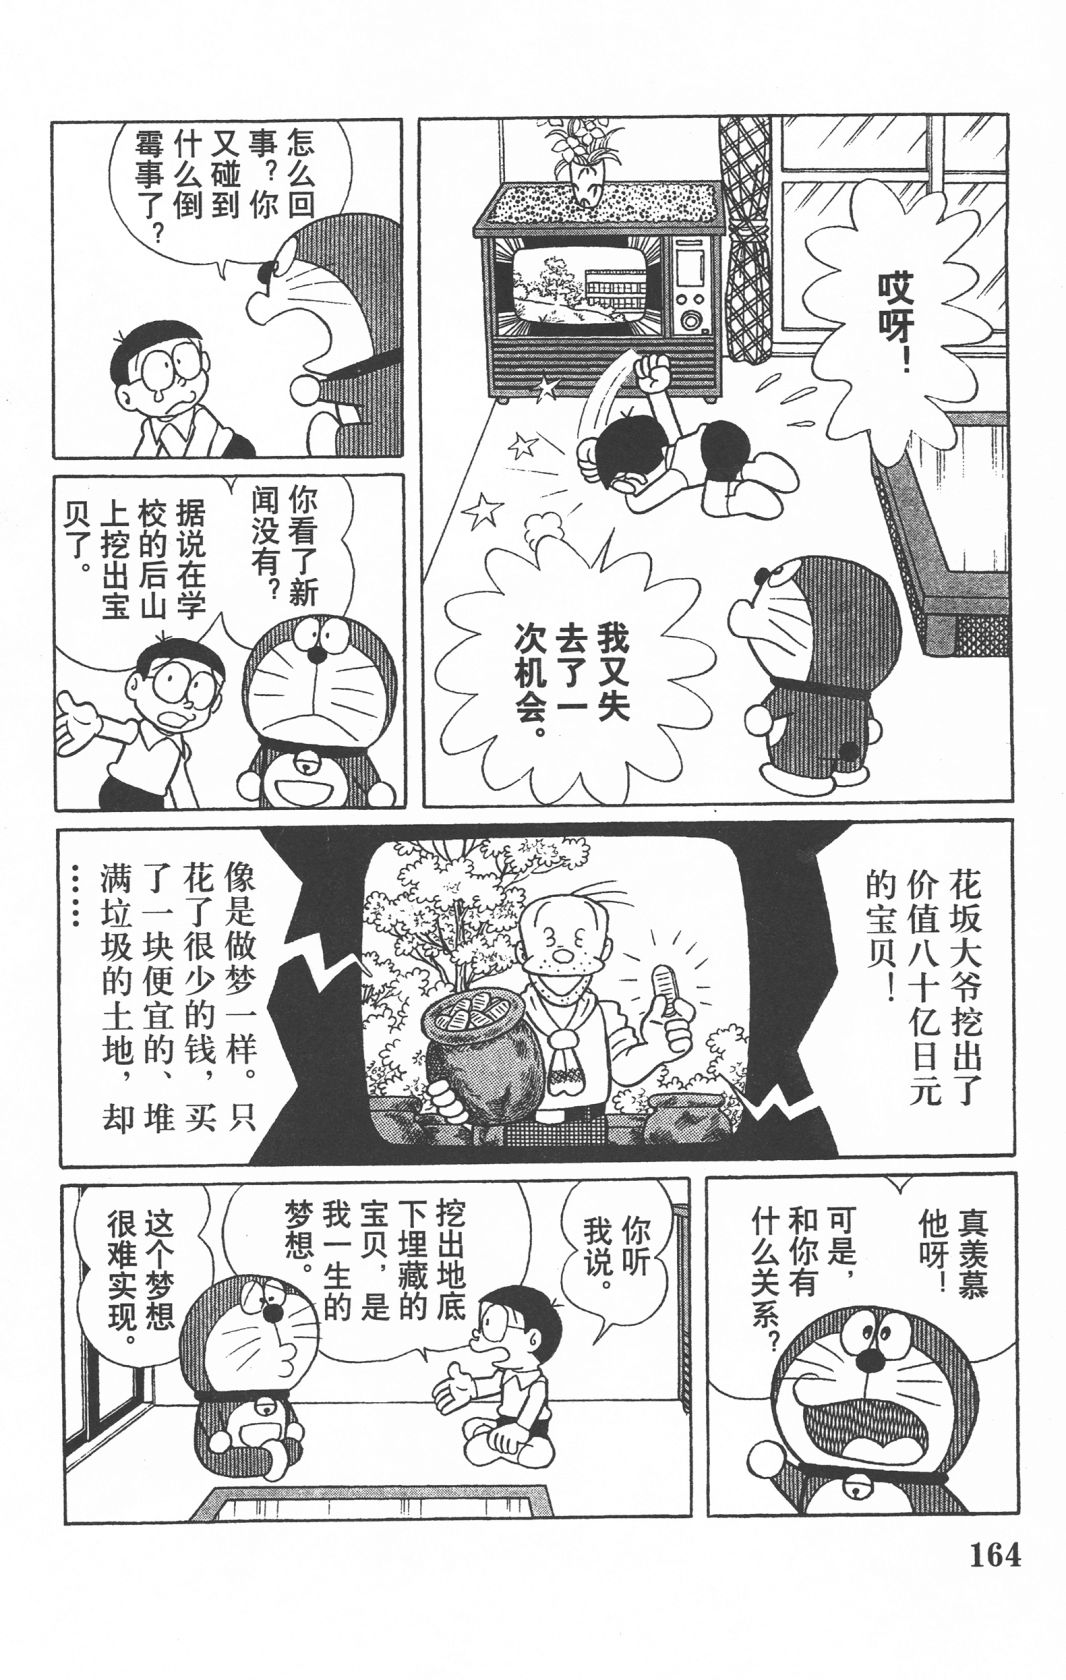 哎呀！
我又失
去了一
次机会。
怎么回
事？你
又碰到
什么倒
霉事了？
你看了新
闻没有？
据说在学
校的后山
上挖出宝
贝了。
花坂大爷挖出了
价值八十亿日元
的宝贝！
像是做梦一样。只
花了很少的钱，买
了一块便宜的、堆
满垃圾的土地，却
……
真羡慕
他呀！
可是，
和你有
什么关系？
你听
我说。
挖出地底
下埋藏的
宝贝，是
我一生的
梦想。
这个梦想
很难实现。
164